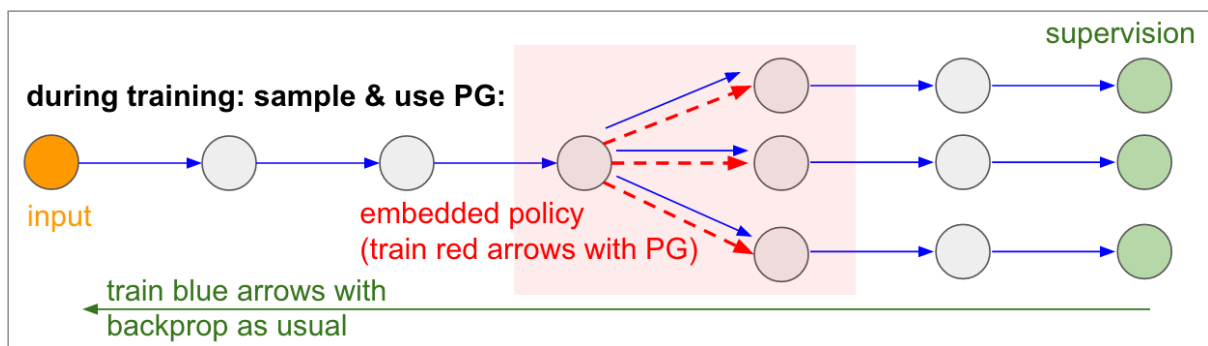 supervision
during training: sample & use PG:
input
embedded policy
(train red arrows with PG)
train blue arrows with
backprop as usual